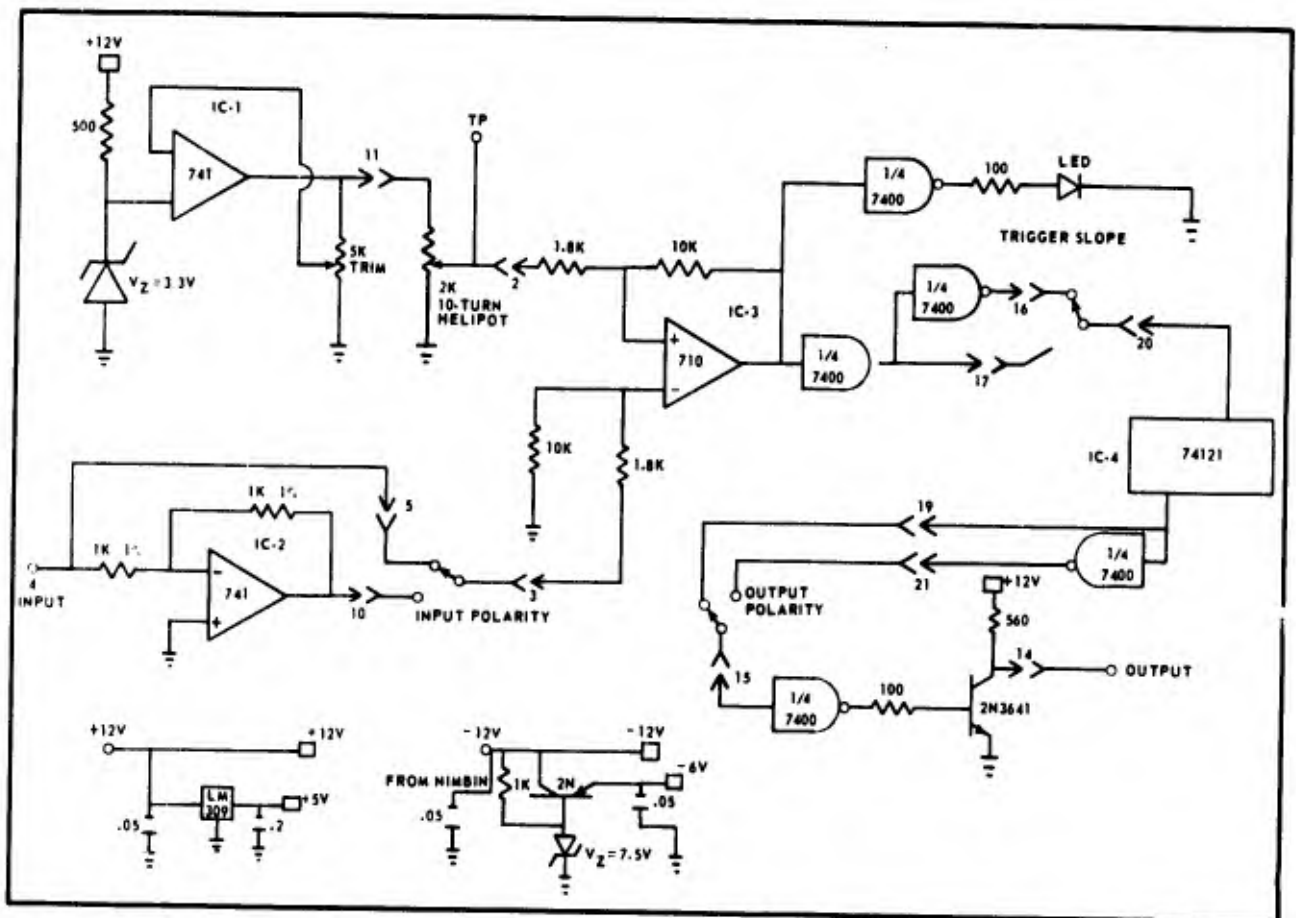 +12V
500
IC-1
741
V_Z = 3.3V
11
5K
TRIM
TP
2K
10-TURN
HELIPOT
2
1.8K
10K
IC-3
+
710
-
10K
1.8K
1/4
7400
100
LED
TRIGGER SLOPE
1/4
7400
1/4
7400
16
17
20
IC-4
74121
4
INPUT
1K
1K
IC-2
-
741
+
5
10
3
INPUT POLARITY
19
21
1/4
7400
OUTPUT
POLARITY
15
1/4
7400
100
+12V
560
14
OUTPUT
2N3641
+12V
+12V
LM
309
+5V
.05
.2
-12V
-12V
FROM NIMBIN
1K
2N
-6V
.05
.05
V_Z = 7.5V